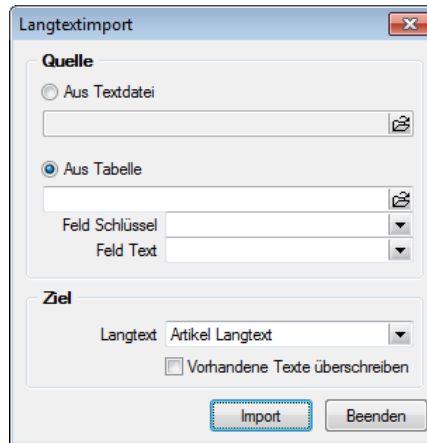 Langtextimport
Quelle
Aus Textdatei
Aus Tabelle
Feld Schlüssel
Feld Text
Ziel
Langtext Artikel Langtext
Vorhandene Texte überschreiben
Import Beenden